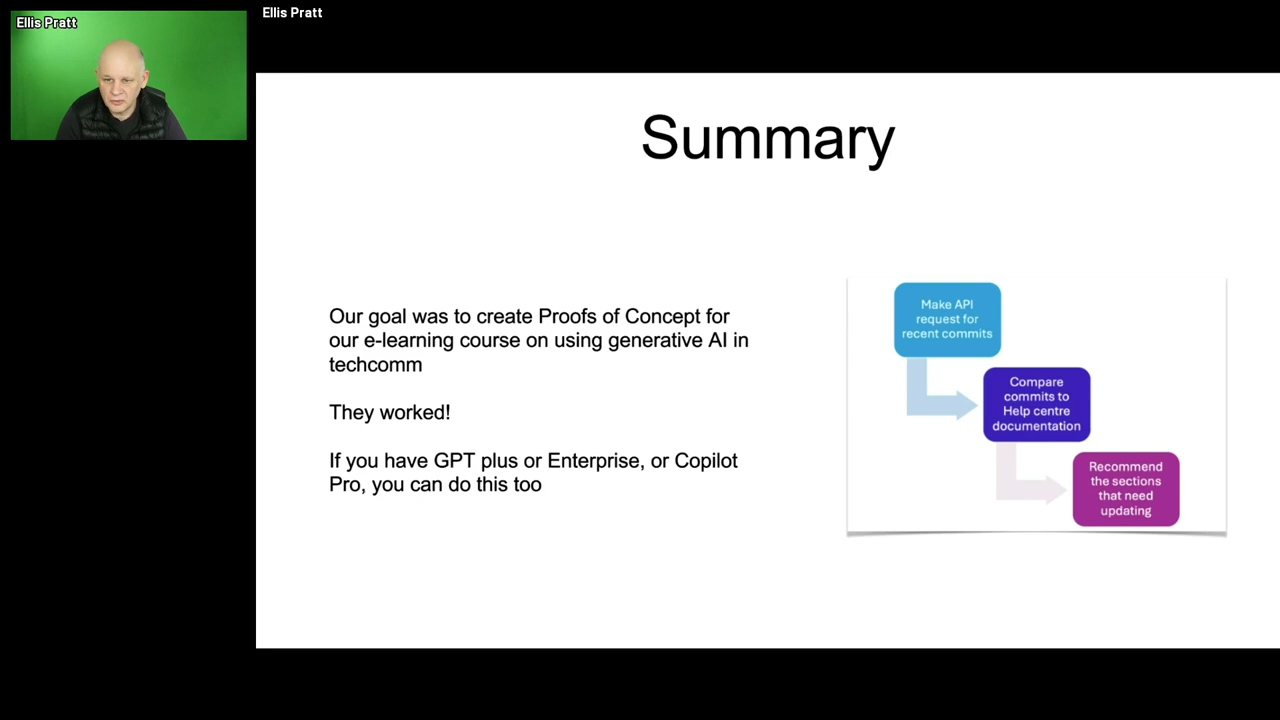 Ellis Pratt
Ellis Pratt
Summary
Our goal was to create Proofs of Concept for
our e-learning course on using generative AI in
techcomm
They worked!
If you have GPT plus or Enterprise, or Copilot
Pro, you can do this too
Make API
request for
recent commits
Compare
commits to
Help centre
documentation
Recommend
the sections
that need
updating